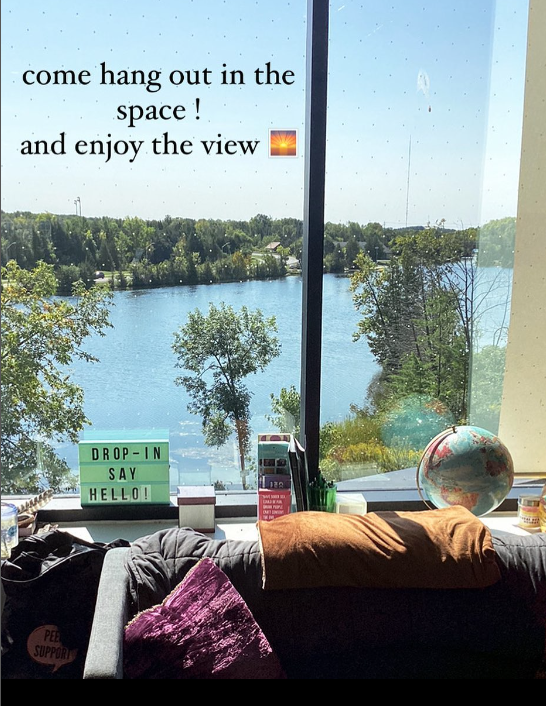 come hang out in the
space !
and enjoy the view
DROP-IN
SAY
HELLO!
PEER
SUPPORT